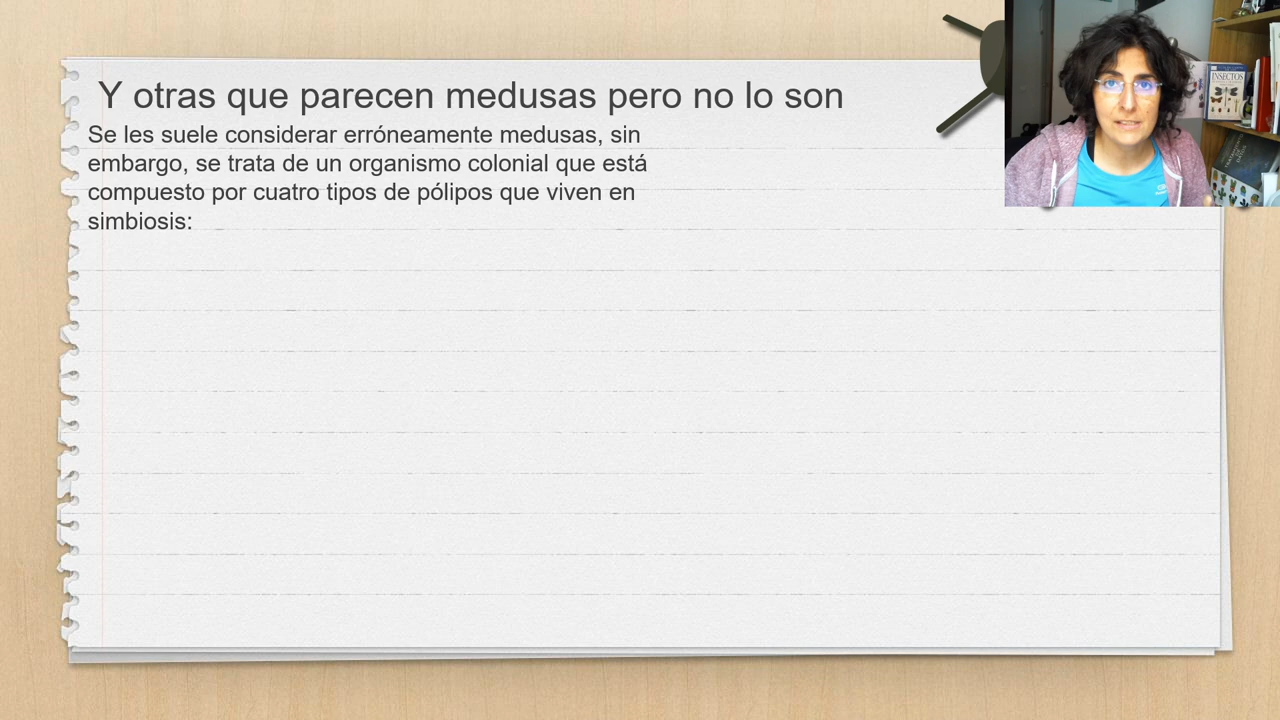 Y otras que parecen medusas pero no lo son
Se les suele considerar erróneamente medusas, sin
embargo, se trata de un organismo colonial que está
compuesto por cuatro tipos de pólipos que viven en
simbiosis:
INSECTOS